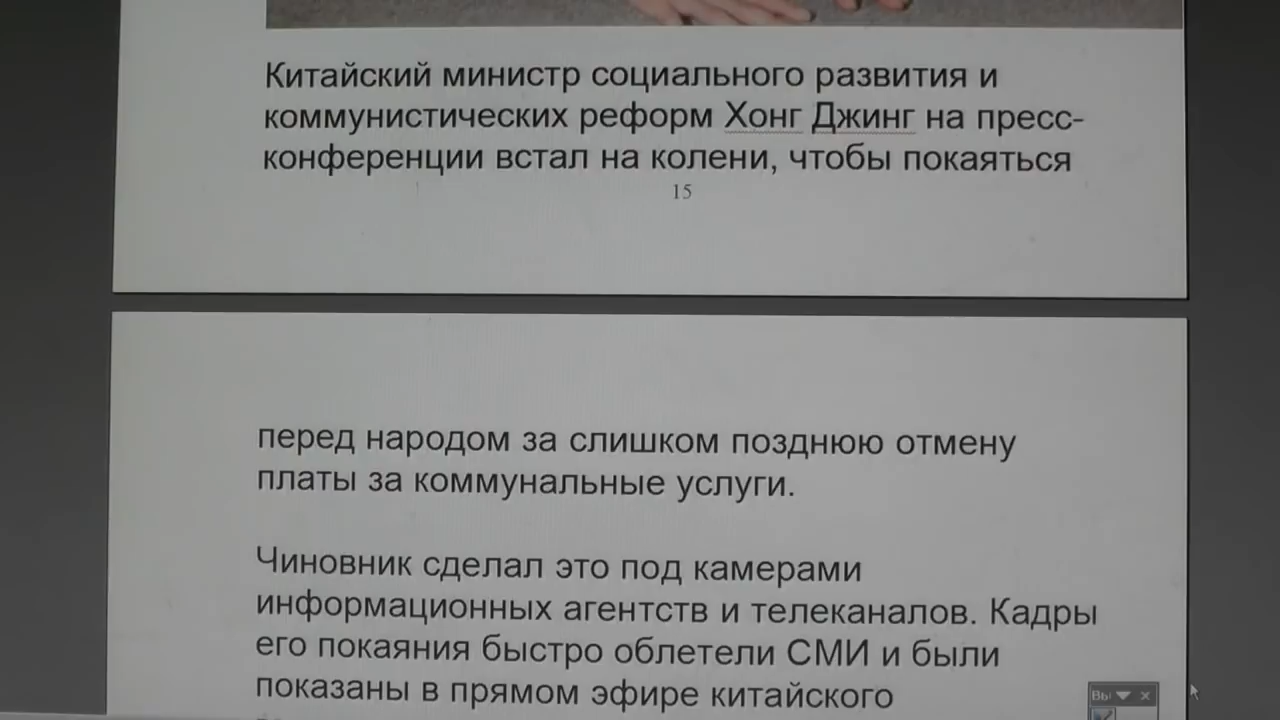 Китайский министр социального развития и
коммунистических реформ Хонг Джинг на пресс-
конференции встал на колени, чтобы покаяться
15
перед народом за слишком позднюю отмену
платы за коммунальные услуги.
Чиновник сделал это под камерами
информационных агентств и телеканалов. Кадры
его покаяния быстро облетели СМИ и были
показаны в прямом эфире китайского
Вы